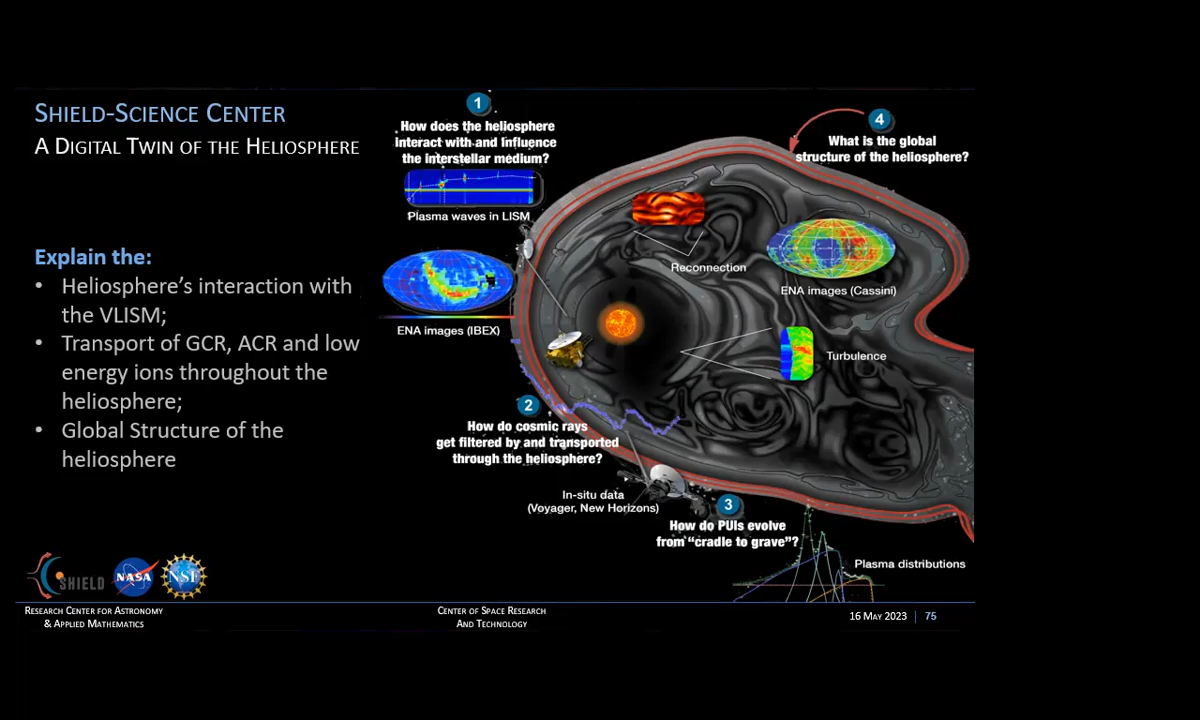 SHIELD-SCIENCE CENTER
A DIGITAL TWIN OF THE HELIOSPHERE
Explain the:
• Heliosphere's interaction with
the VLISM;
• Transport of GCR, ACR and low
energy ions throughout the
heliosphere;
• Global Structure of the
heliosphere
1
How does the heliosphere
interact with and influence
the interstellar medium?
Plasma waves in LISM
ENA images (IBEX)
4
What is the global
structure of the heliosphere?
Reconnection
ENA images (Cassini)
Turbulence
2
How do cosmic rays
get filtered by and transported
through the heliosphere?
In-situ data
(Voyager, New Horizons)
3
How do PUIs evolve
from “cradle to grave”?
Plasma distributions
SHIELD
NASA
NSF
RESEARCH CENTER FOR ASTRONOMY
& APPLIED MATHEMATICS
CENTER OF SPACE RESEARCH
AND TECHNOLOGY
16 MAY 2023 | 75